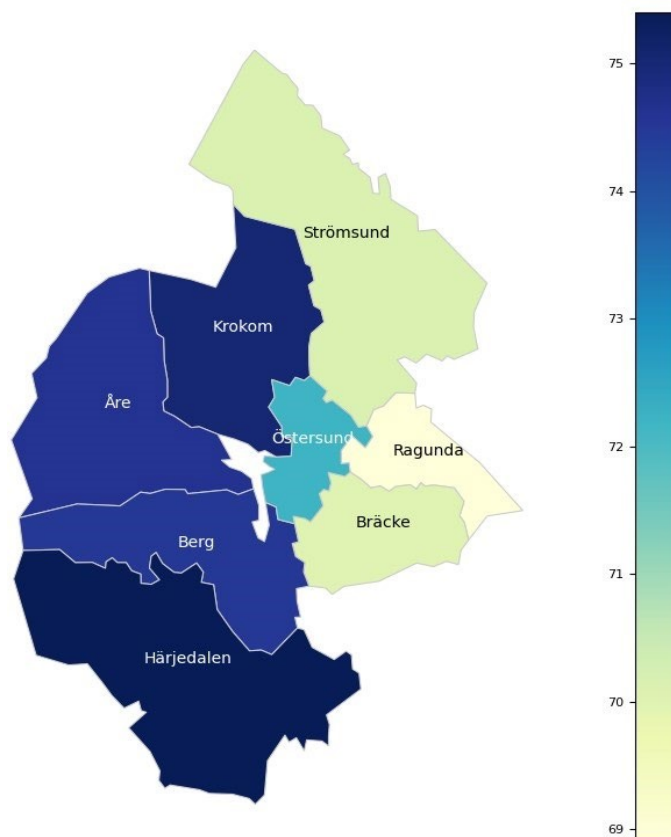 Strömsund
Krokom
Åre
Östersund
Ragunda
Bräcke
Berg
Härjedalen
75
74
73
72
71
70
69